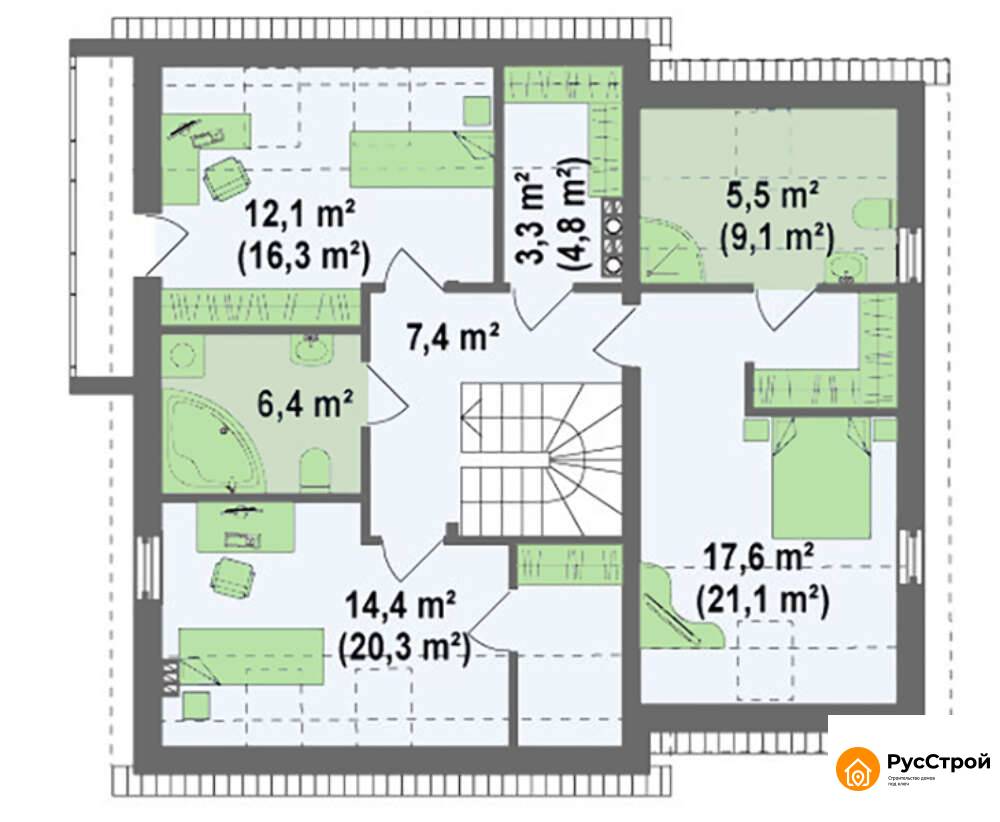 12,1 m²
(16,3 m²)
3,3 m²
(4,8 m²)
5,5 m²
(9,1 m²)
7,4 m²
6,4 m²
14,4 m²
(20,3 m²)
17,6 m²
(21,1 m²)
РусСтрой
Строительство домов
под ключ